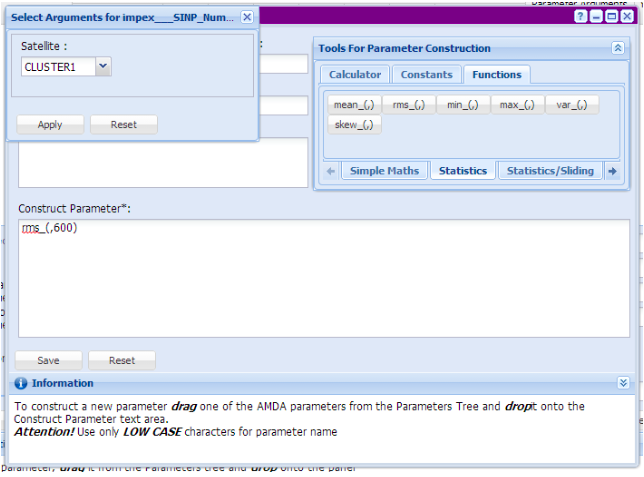 Parameter Arguments
Select Arguments for impex___SINP_Num...
Satellite :
CLUSTER1
Apply
Reset
:
Tools For Parameter Construction
Calculator
Constants
Functions
mean_(,)
rms_(,)
min_(,)
max_(,)
var_(,)
skew_(,)
Simple Maths
Statistics
Statistics/Sliding
Construct Parameter*:
rms_(,600)
Save
Reset
Information
To construct a new parameter drag one of the AMDA parameters from the Parameters Tree and dropit onto the
Construct Parameter text area.
Attention! Use only LOW CASE characters for parameter name
parameter, drag it from the Parameters tree and drop onto the panel